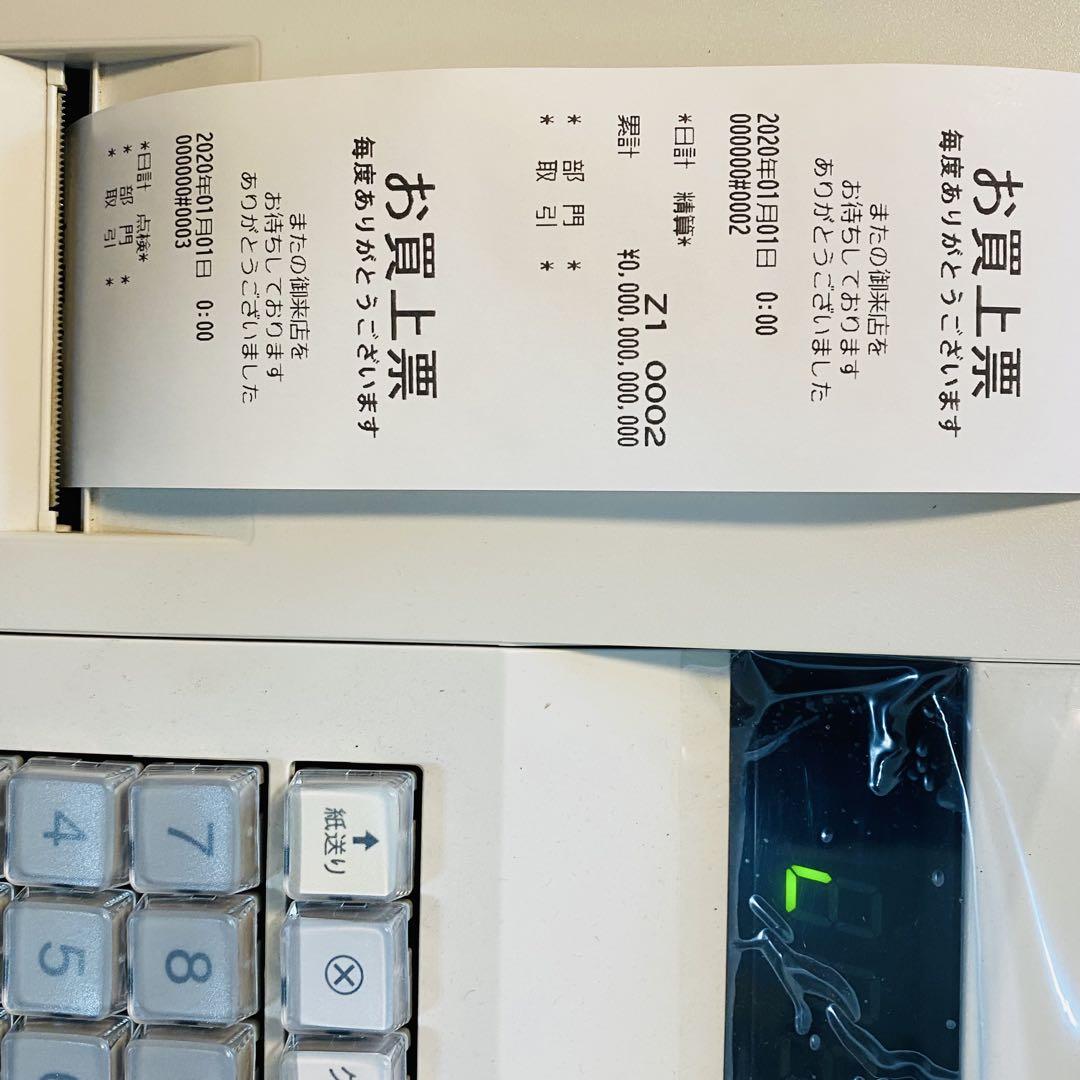 お買上票
毎度ありがとうございます
またの御来店を
お待ちしております
ありがとうございました
2020年01月01日 0:00
000000#0002
*日計 精算*
Z1 0002
累計 ¥0,000,000,000,000
* 部 門 *
* 取 引 *
お買上票
毎度ありがとうございます
またの御来店を
お待ちしております
ありがとうございました
2020年01月01日 0:00
000000#0003
*日計 点検*
* 部 門 *
* 取 引 *
↑
紙送り
⊗
7
8
4
5